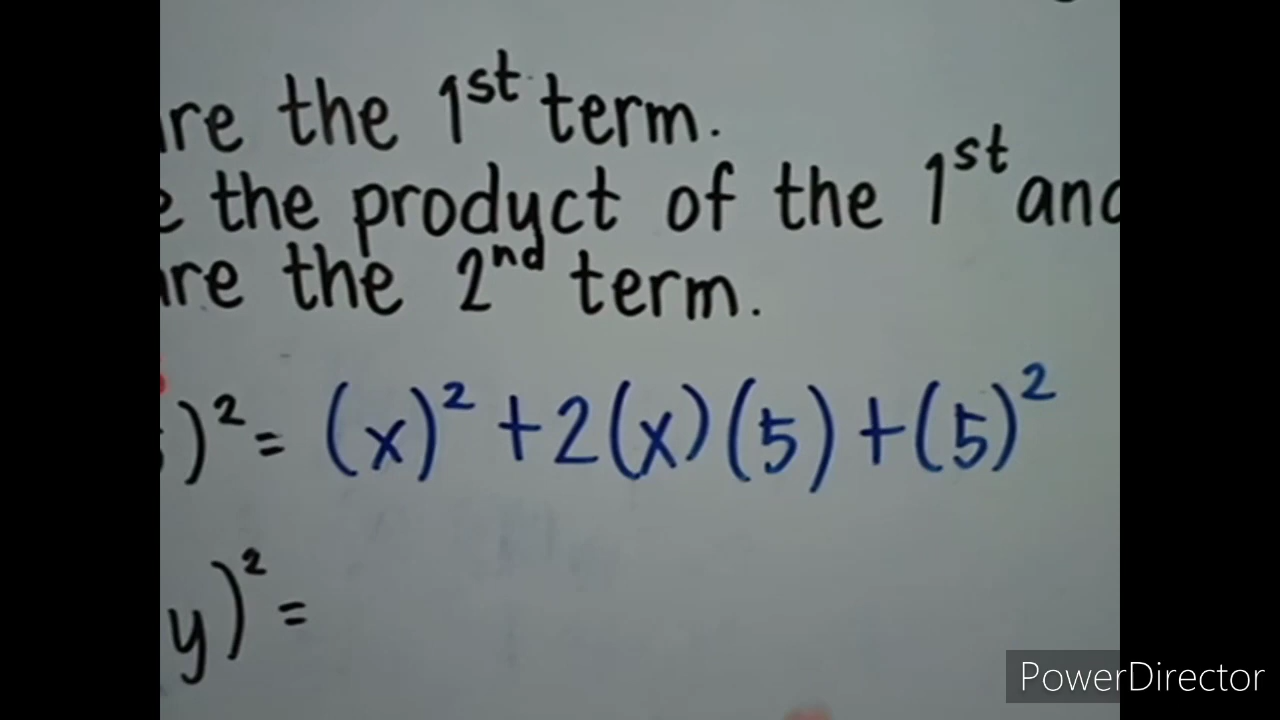 re the 1st term.
the product of the 1st and
re the 2nd term.
)² = (x)² + 2(x)(5) + (5)²
y)² =
PowerDirector